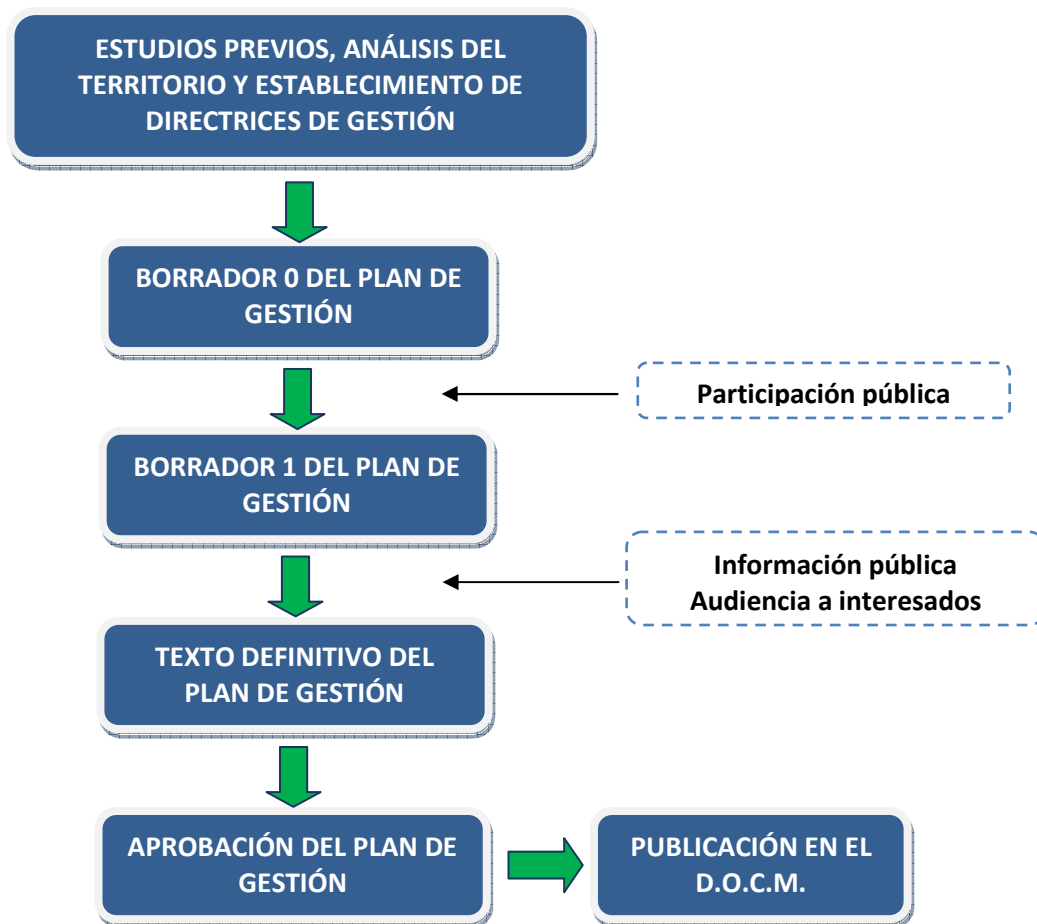 ESTUDIOS PREVIOS, ANÁLISIS DEL
TERRITORIO Y ESTABLECIMIENTO DE
DIRECTRICES DE GESTIÓN
BORRADOR 0 DEL PLAN DE
GESTIÓN
Participación pública
BORRADOR 1 DEL PLAN DE
GESTIÓN
Información pública
Audiencia a interesados
TEXTO DEFINITIVO DEL
PLAN DE GESTIÓN
APROBACIÓN DEL PLAN DE
GESTIÓN
PUBLICACIÓN EN EL
D.O.C.M.